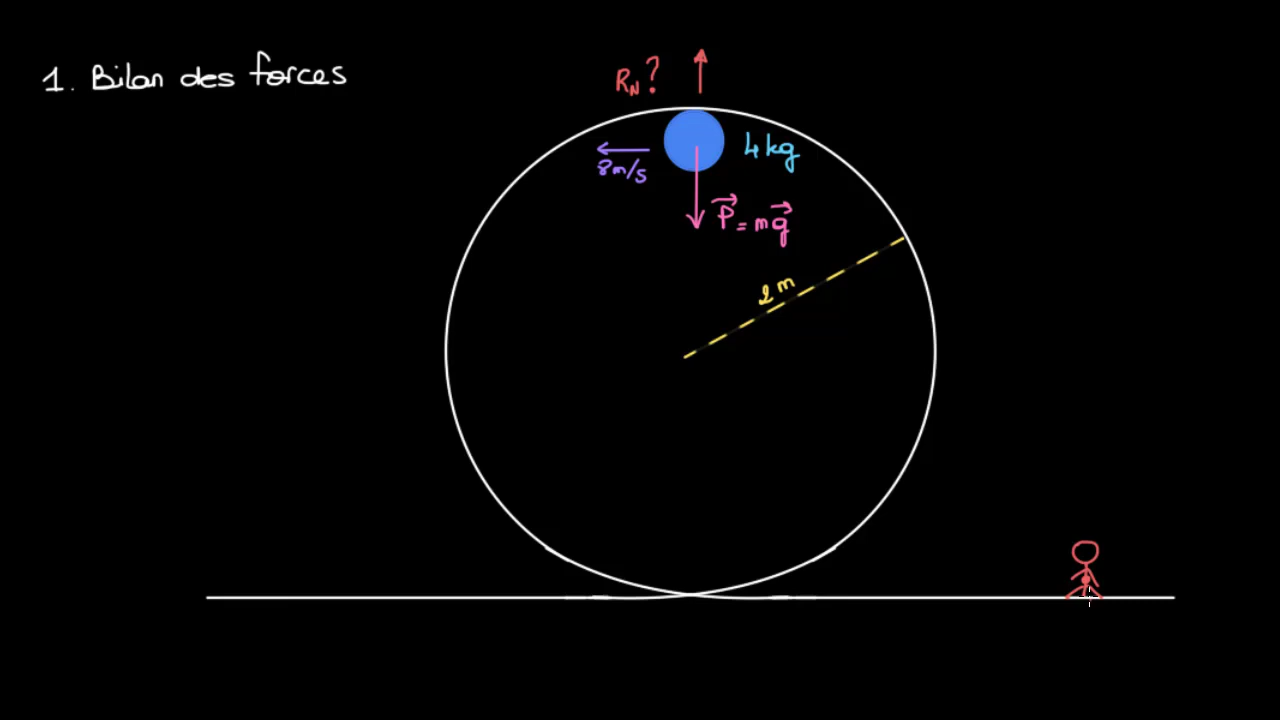 1. Bilan des forces
R_N ?
4 kg
8 m/s
P⃗ = mg⃗
2 m